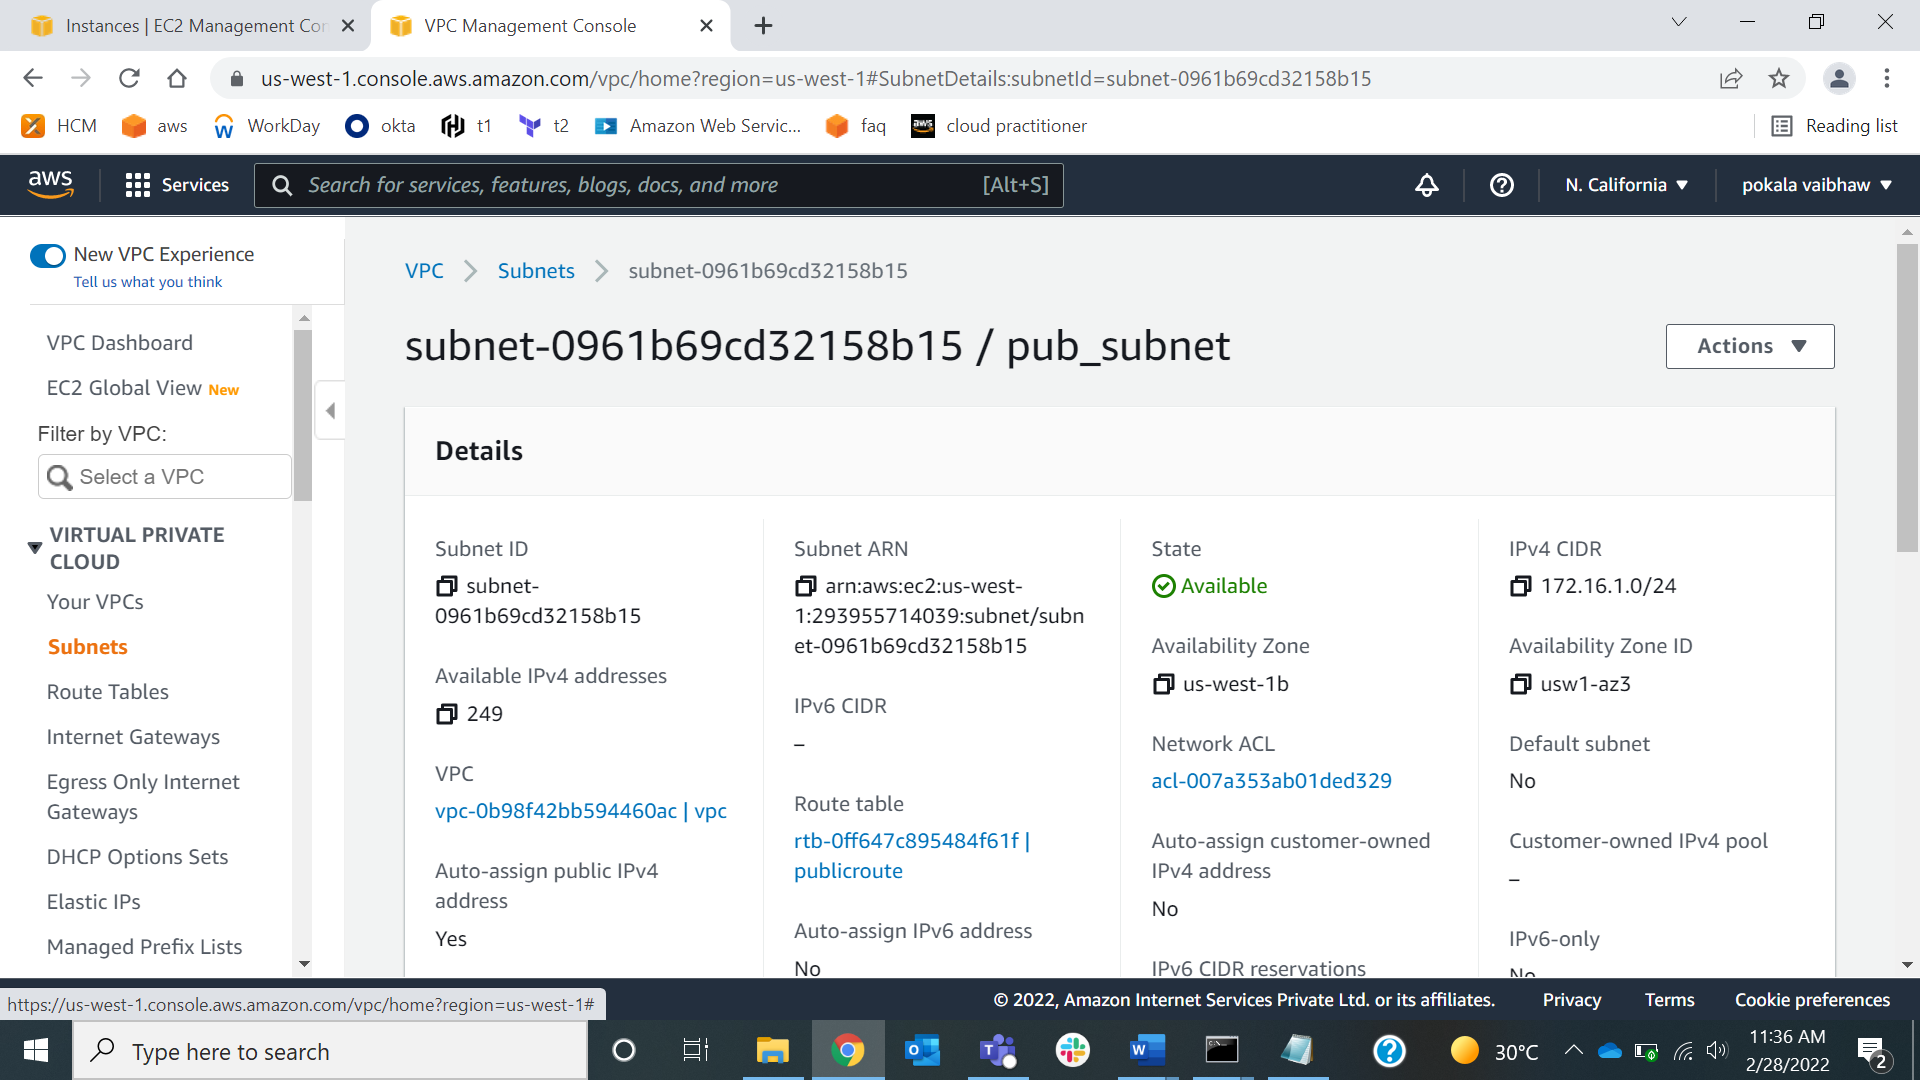 Instances | EC2 Management Con
VPC Management Console
us-west-1.console.aws.amazon.com/vpc/home?region=us-west-1#SubnetDetails:subnetId=subnet-0961b69cd32158b15
HCM
aws
WorkDay
okta
t1
t2
Amazon Web Servic...
faq
cloud practitioner
Reading list
aws
Services
Search for services, features, blogs, docs, and more
[Alt+S]
N. California
pokala vaibhaw
New VPC Experience
Tell us what you think
VPC Dashboard
EC2 Global View New
Filter by VPC:
Select a VPC
VIRTUAL PRIVATE
CLOUD
Your VPCs
Subnets
Route Tables
Internet Gateways
Egress Only Internet
Gateways
DHCP Options Sets
Elastic IPs
Managed Prefix Lists
VPC
Subnets
subnet-0961b69cd32158b15
subnet-0961b69cd32158b15 / pub_subnet
Actions
Details
Subnet ID
subnet-
0961b69cd32158b15
Available IPv4 addresses
249
VPC
vpc-0b98f42bb594460ac | vpc
Auto-assign public IPv4
address
Yes
Subnet ARN
arn:aws:ec2:us-west-
1:293955714039:subnet/subn
et-0961b69cd32158b15
IPv6 CIDR
–
Route table
rtb-0ff647c895484f61f |
publicroute
Auto-assign IPv6 address
No
State
Available
Availability Zone
us-west-1b
Network ACL
acl-007a353ab01ded329
Auto-assign customer-owned
IPv4 address
No
IPv6 CIDR reservations
IPv4 CIDR
172.16.1.0/24
Availability Zone ID
usw1-az3
Default subnet
No
Customer-owned IPv4 pool
–
IPv6-only
No
https://us-west-1.console.aws.amazon.com/vpc/home?region=us-west-1#
© 2022, Amazon Internet Services Private Ltd. or its affiliates.
Privacy
Terms
Cookie preferences
Type here to search
30°C
11:36 AM
2/28/2022
2